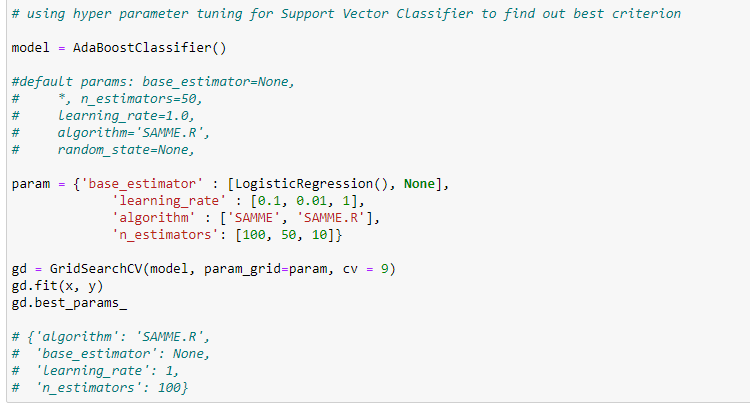 # using hyper parameter tuning for Support Vector Classifier to find out best criterion
model = AdaBoostClassifier()
#default params: base_estimator=None,
#     *, n_estimators=50,
#     learning_rate=1.0,
#     algorithm='SAMME.R',
#     random_state=None,
param = {'base_estimator' : [LogisticRegression(), None],
             'learning_rate' : [0.1, 0.01, 1],
             'algorithm' : ['SAMME', 'SAMME.R'],
             'n_estimators': [100, 50, 10]}
gd = GridSearchCV(model, param_grid=param, cv = 9)
gd.fit(x, y)
gd.best_params_
# {'algorithm': 'SAMME.R',
#  'base_estimator': None,
#  'learning_rate': 1,
#  'n_estimators': 100}